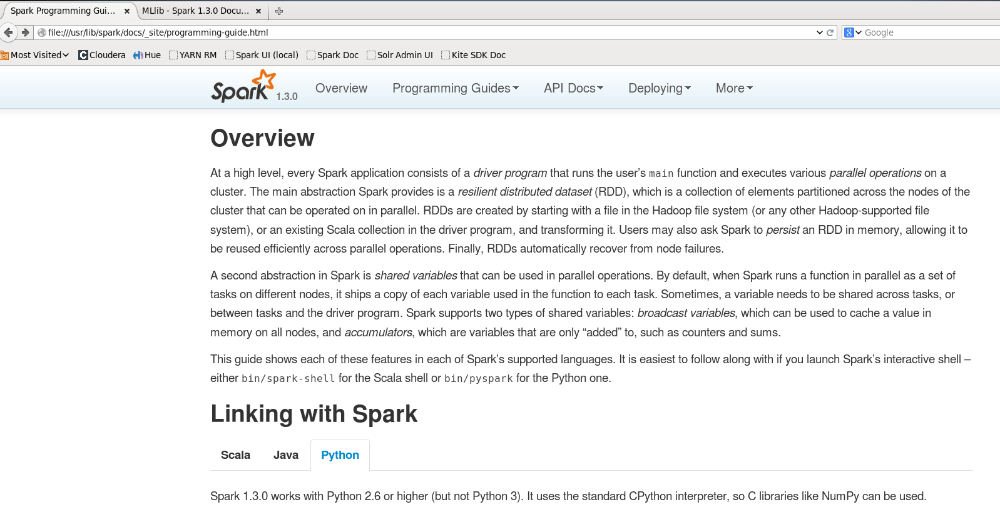 Spark Programming Gui...
MLlib - Spark 1.3.0 Docu...
file:///usr/lib/spark/docs/_site/programming-guide.html
8 Google
Most Visited C Cloudera Hue YARN RM Spark UI (local) Spark Doc Solr Admin UI Kite SDK Doc
Spark 1.3.0 Overview Programming Guides API Docs Deploying More
Overview
At a high level, every Spark application consists of a driver program that runs the user’s main function and executes various parallel operations on a
cluster. The main abstraction Spark provides is a resilient distributed dataset (RDD), which is a collection of elements partitioned across the nodes of the
cluster that can be operated on in parallel. RDDs are created by starting with a file in the Hadoop file system (or any other Hadoop-supported file
system), or an existing Scala collection in the driver program, and transforming it. Users may also ask Spark to persist an RDD in memory, allowing it to
be reused efficiently across parallel operations. Finally, RDDs automatically recover from node failures.
A second abstraction in Spark is shared variables that can be used in parallel operations. By default, when Spark runs a function in parallel as a set of
tasks on different nodes, it ships a copy of each variable used in the function to each task. Sometimes, a variable needs to be shared across tasks, or
between tasks and the driver program. Spark supports two types of shared variables: broadcast variables, which can be used to cache a value in
memory on all nodes, and accumulators, which are variables that are only “added” to, such as counters and sums.
This guide shows each of these features in each of Spark’s supported languages. It is easiest to follow along with if you launch Spark’s interactive shell –
either bin/spark-shell for the Scala shell or bin/pyspark for the Python one.
Linking with Spark
Scala Java Python
Spark 1.3.0 works with Python 2.6 or higher (but not Python 3). It uses the standard CPython interpreter, so C libraries like NumPy can be used.